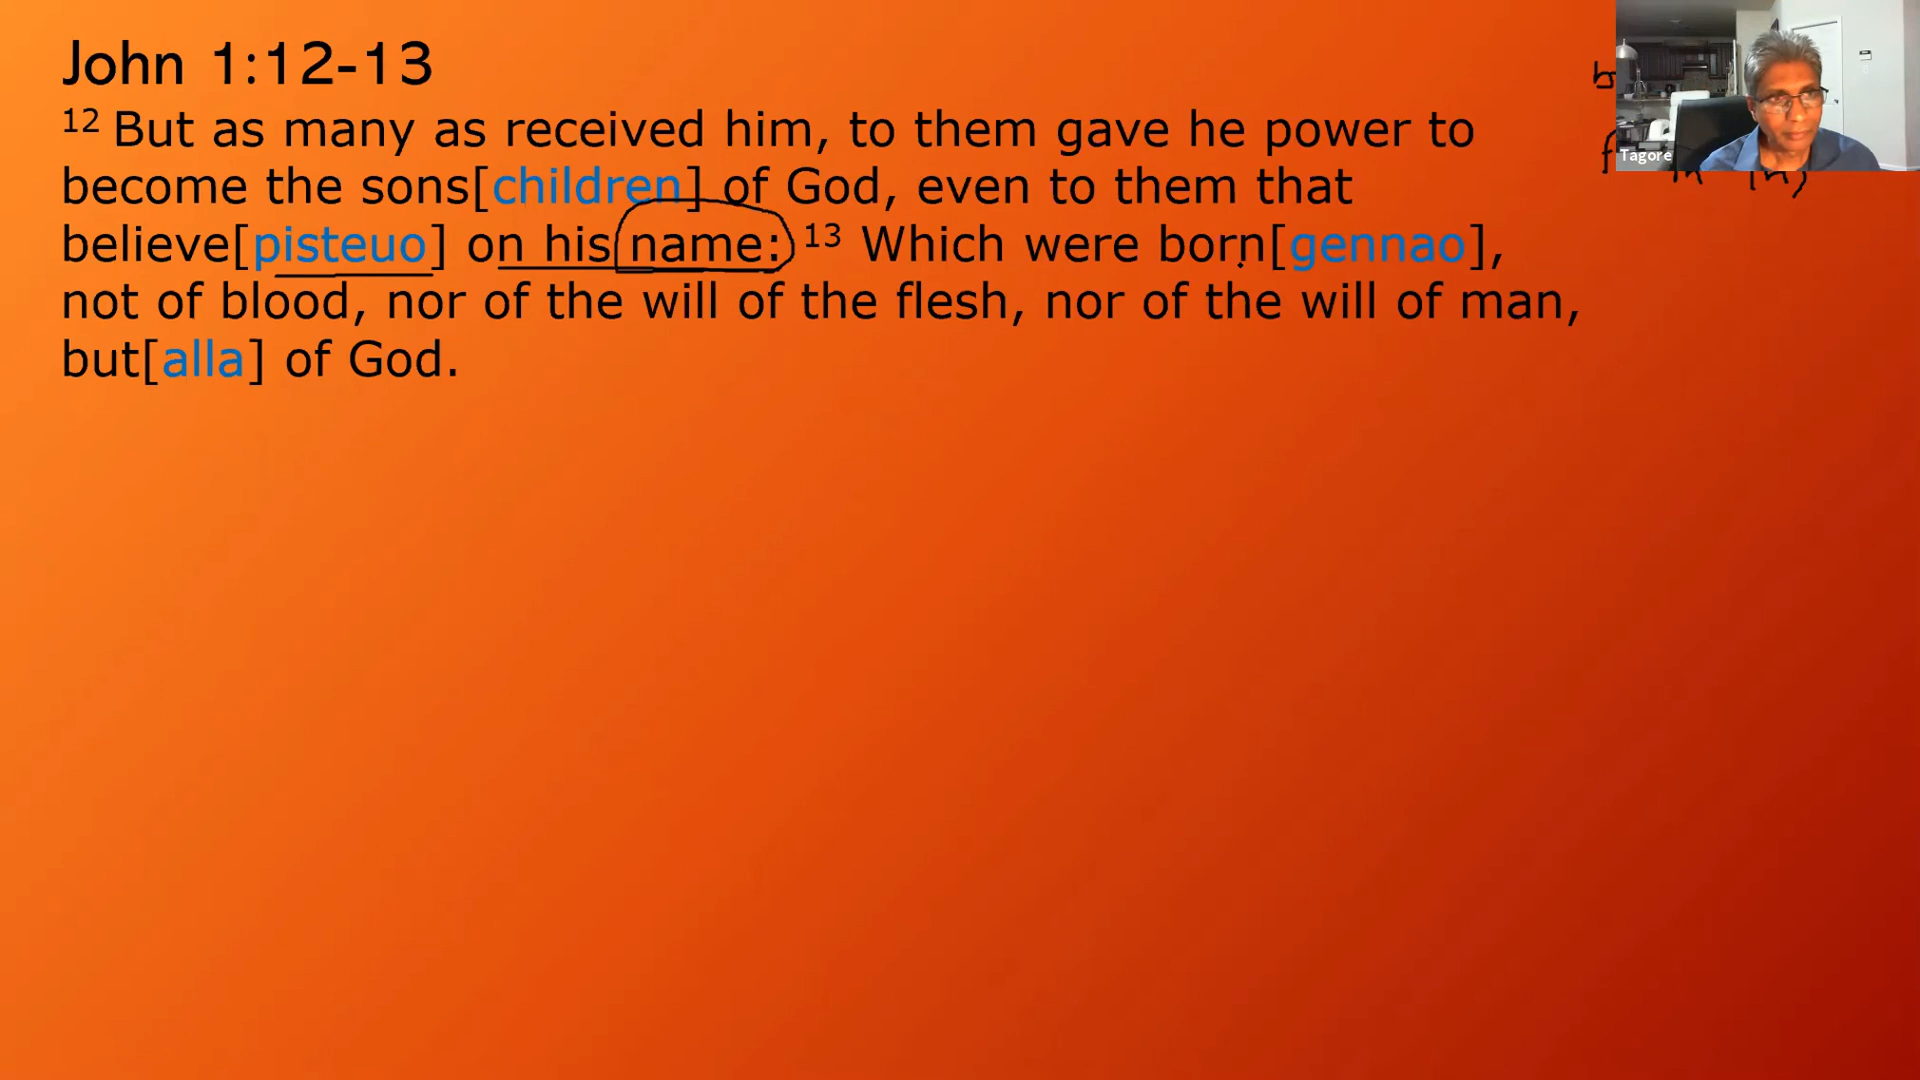 John 1:12-13
12 But as many as received him, to them gave he power to
become the sons[children] of God, even to them that
believe[pisteuo] on his name: 13 Which were born[gennao],
not of blood, nor of the will of the flesh, nor of the will of man,
but[alla] of God.
Tagore